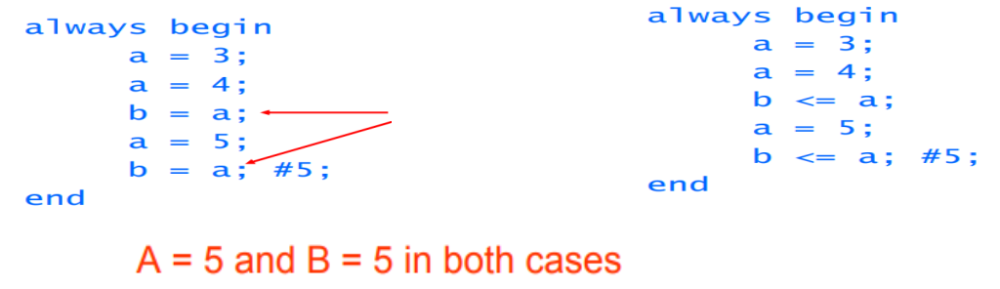 always begin
a = 3;
a = 4;
b = a;
a = 5;
b = a; #5;
end
always begin
a = 3;
a = 4;
b <= a;
a = 5;
b <= a; #5;
end
A = 5 and B = 5 in both cases